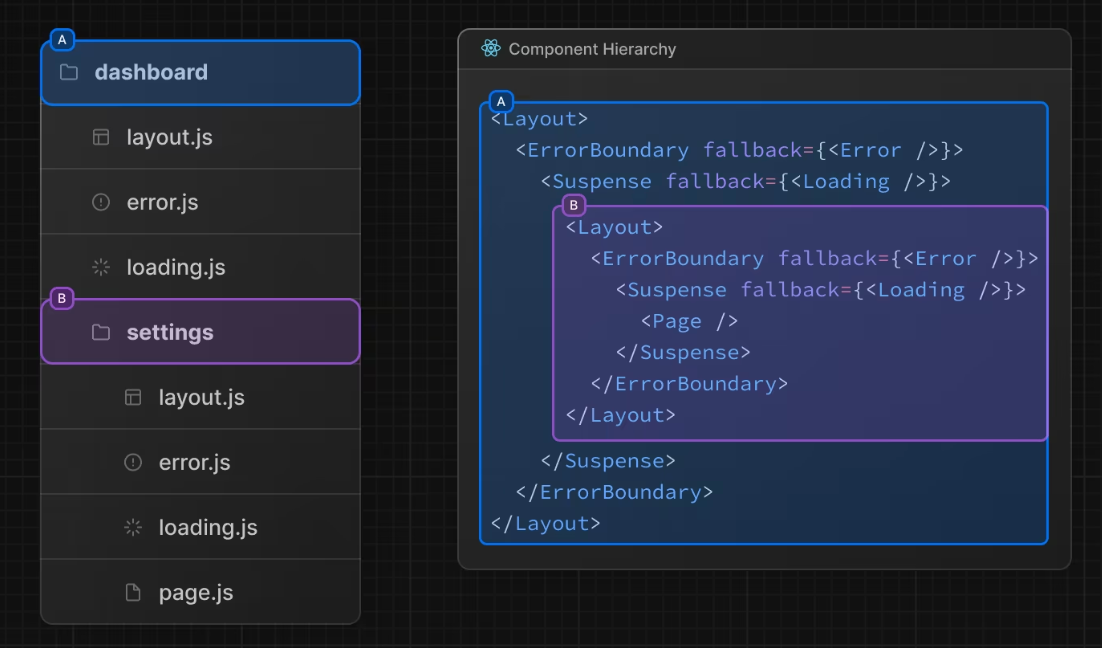 A
dashboard
layout.js
error.js
loading.js
B
settings
layout.js
error.js
loading.js
page.js
Component Hierarchy
A
<Layout>
<ErrorBoundary fallback={<Error />}>
<Suspense fallback={<Loading />}>
B
<Layout>
<ErrorBoundary fallback={<Error />}>
<Suspense fallback={<Loading />}>
<Page />
</Suspense>
</ErrorBoundary>
</Layout>
</Suspense>
</ErrorBoundary>
</Layout>